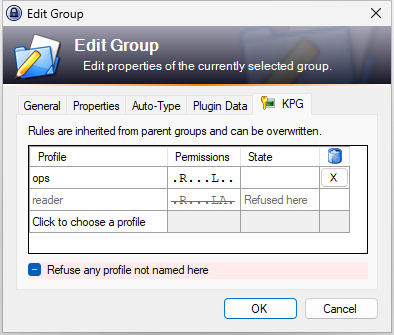 Edit Group
Edit Group
Edit properties of the currently selected group.
General Properties Auto-Type Plugin Data KPG
Rules are inherited from parent groups and can be overwritten.
Profile Permissions State
ops .R...L.. X
reader .R...LA. Refused here
Click to choose a profile
Refuse any profile not named here
OK Cancel